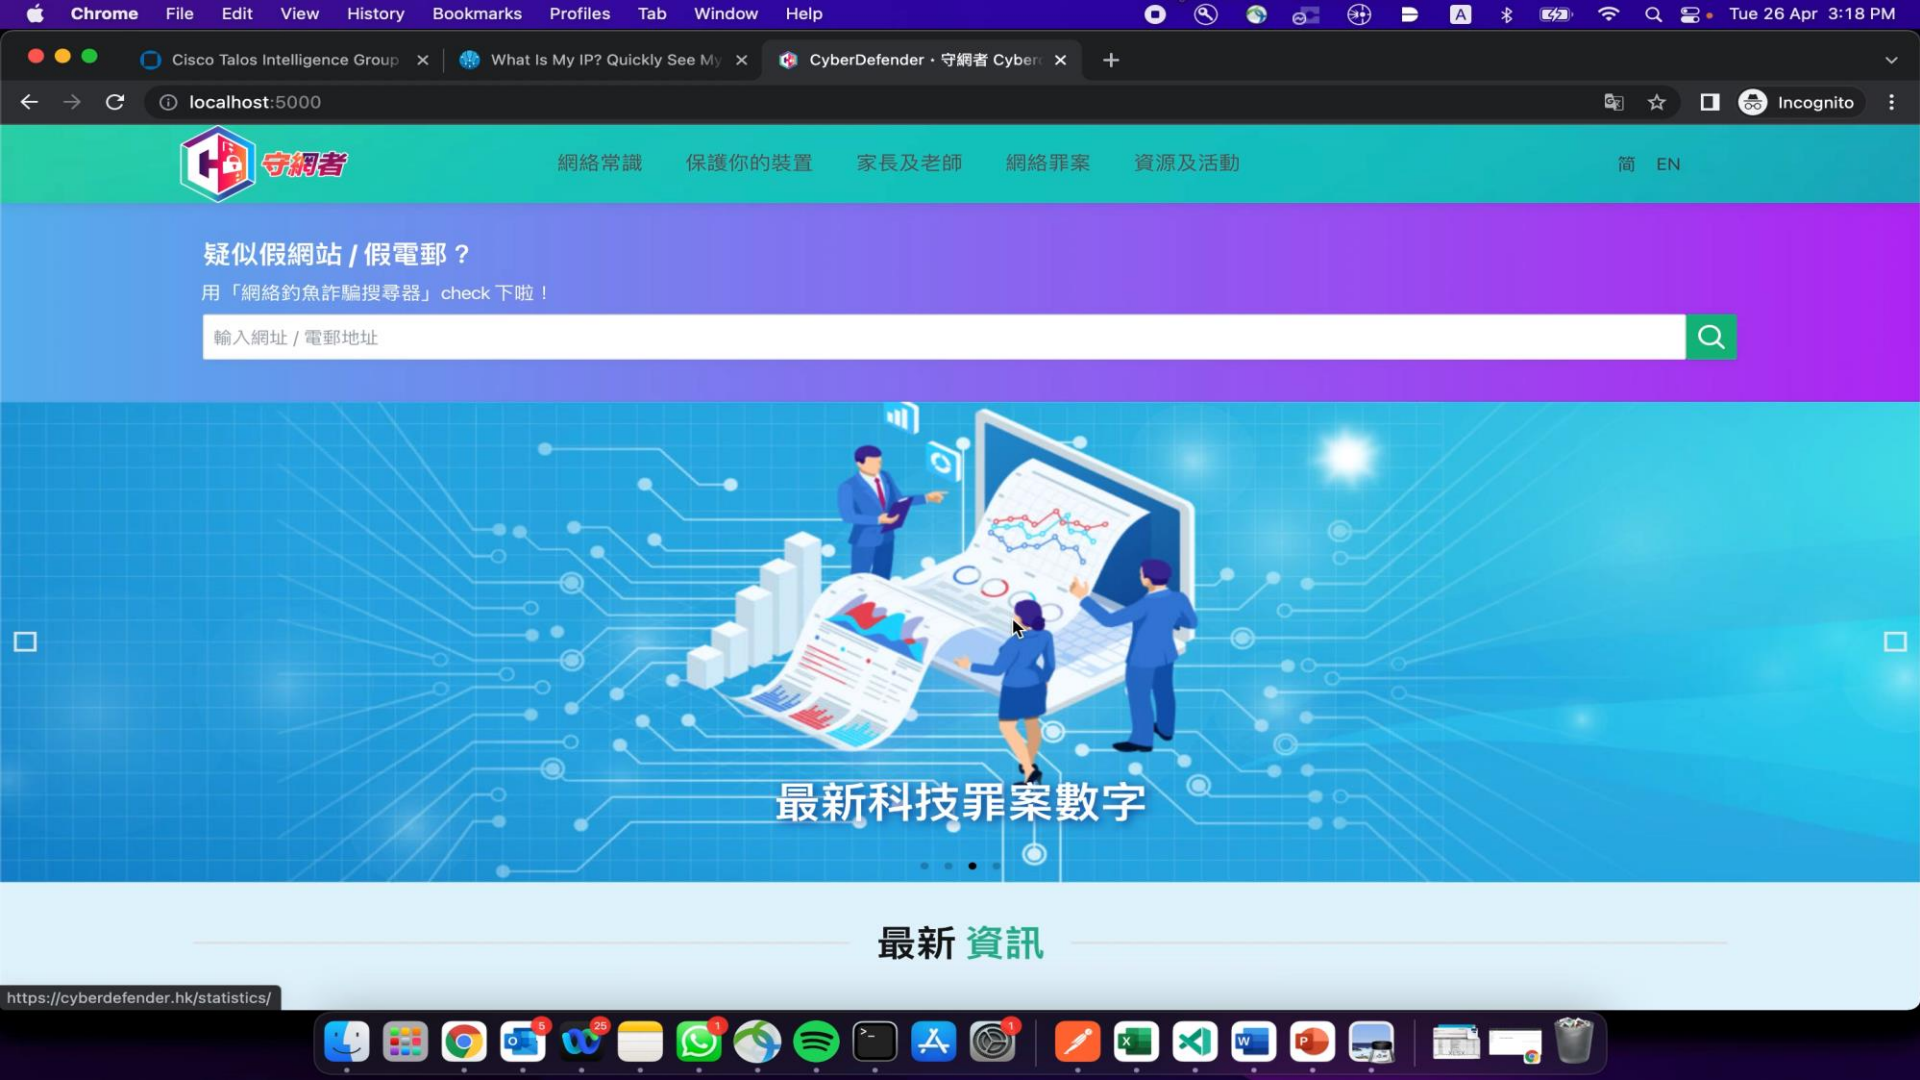 Chrome File Edit View History Bookmarks Profiles Tab Window Help A Tue 26 Apr 3:18 PM
Cisco Talos Intelligence Group What Is My IP? Quickly See My CyberDefender · 守網者 Cyber
localhost:5000 Incognito
守網者 網絡常識 保護你的裝置 家長及老師 網絡罪案 資源及活動 简 EN
疑似假網站 / 假電郵？
用「網絡釣魚詐騙搜尋器」check 下啦！
輸入網址 / 電郵地址
最新科技罪案數字
最新 資訊
https://cyberdefender.hk/statistics/
5 25 1 1